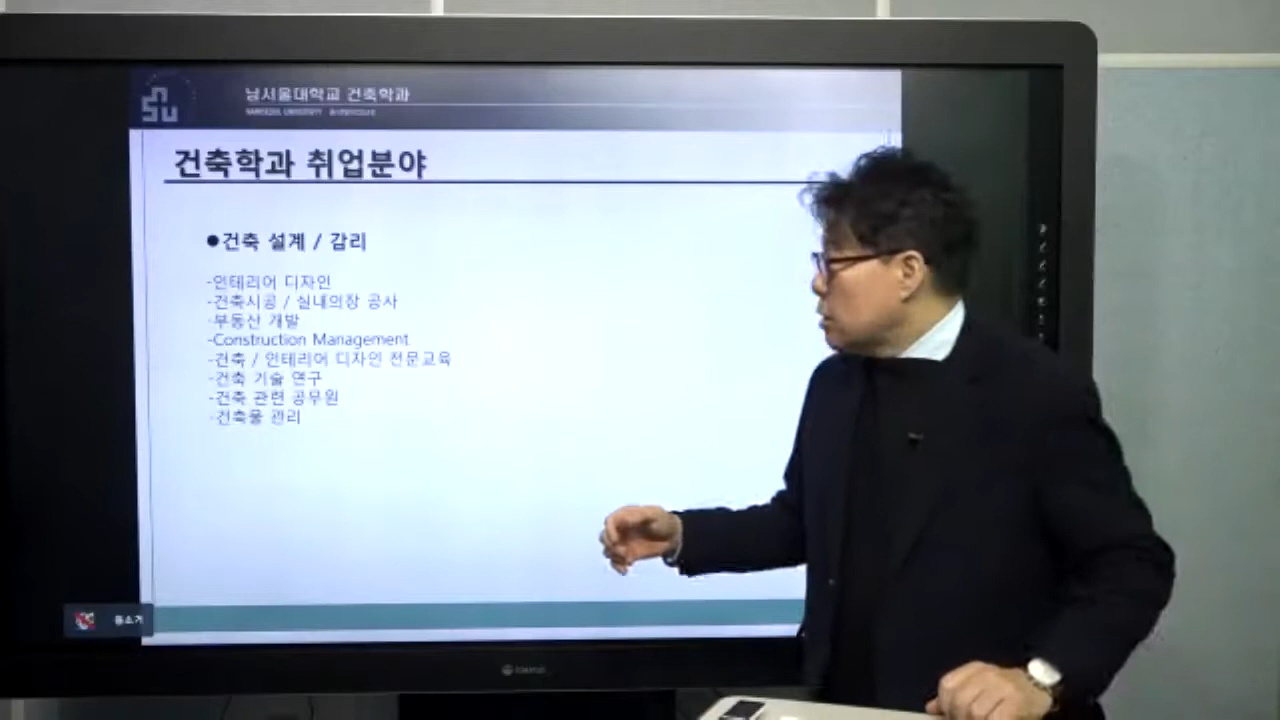 nsu
남서울대학교 건축학과
NAMSEOUL UNIVERSITY Architecture
건축학과 취업분야
●건축 설계 / 감리
-인테리어 디자인
-건축시공 / 실내의장 공사
-부동산 개발
-Construction Management
-건축 / 인테리어 디자인 전문교육
-건축 기술 연구
-건축 관련 공무원
-건축물 관리